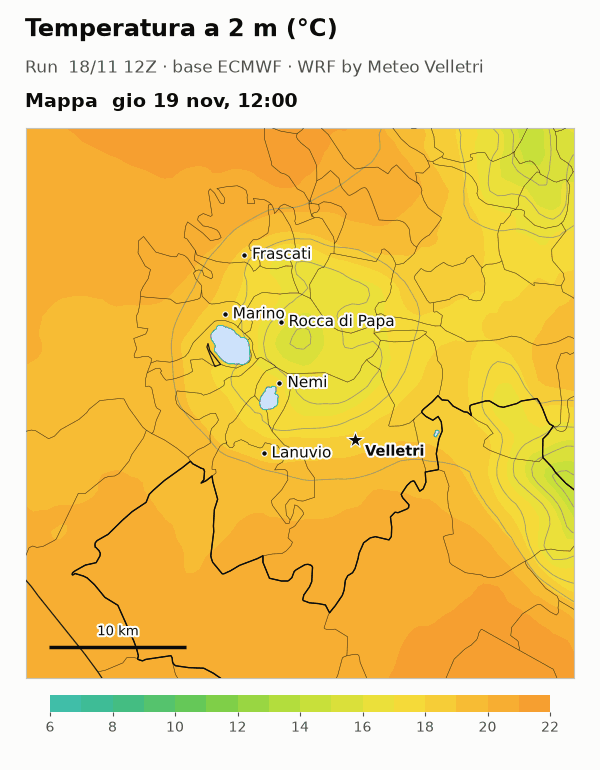 Temperatura a 2 m (°C)
Run  18/11 12Z · base ECMWF · WRF by Meteo Velletri
Mappa  gio 19 nov, 12:00
Frascati
Marino
Rocca di Papa
Nemi
Velletri
Lanuvio
10 km
6 8 10 12 14 16 18 20 22